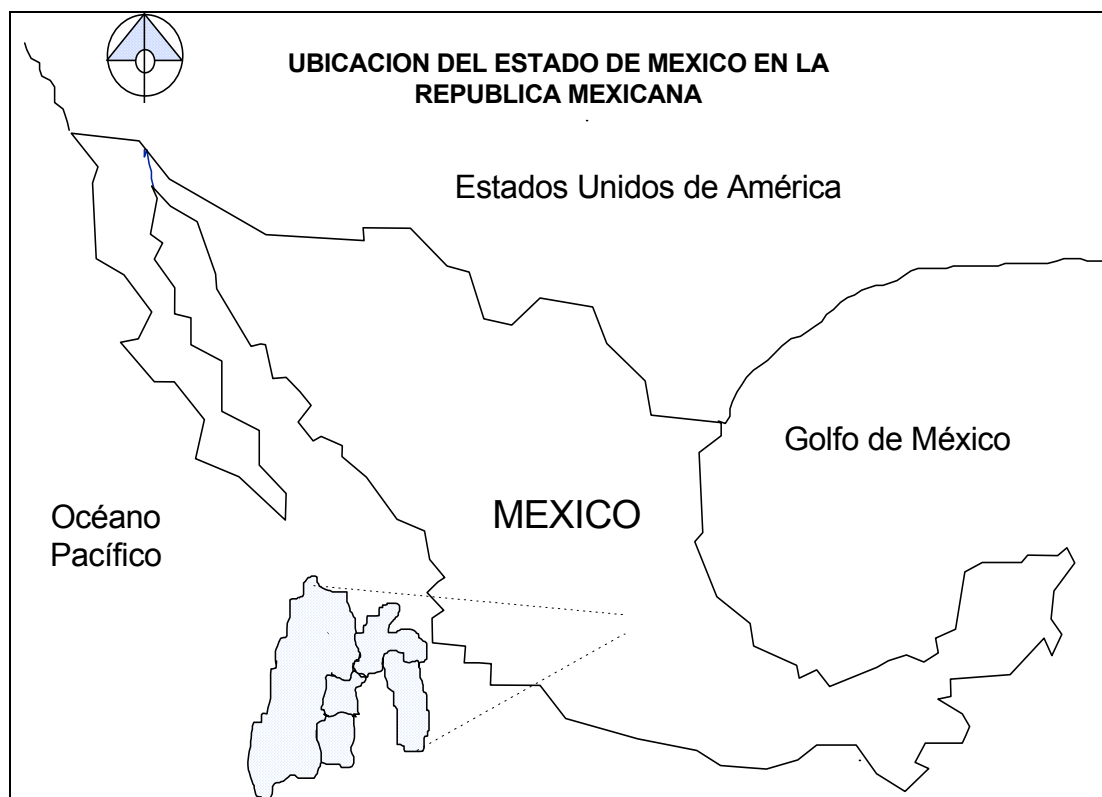 UBICACION DEL ESTADO DE MEXICO EN LA
REPUBLICA MEXICANA
Estados Unidos de América
Golfo de México
MEXICO
Océano
Pacífico